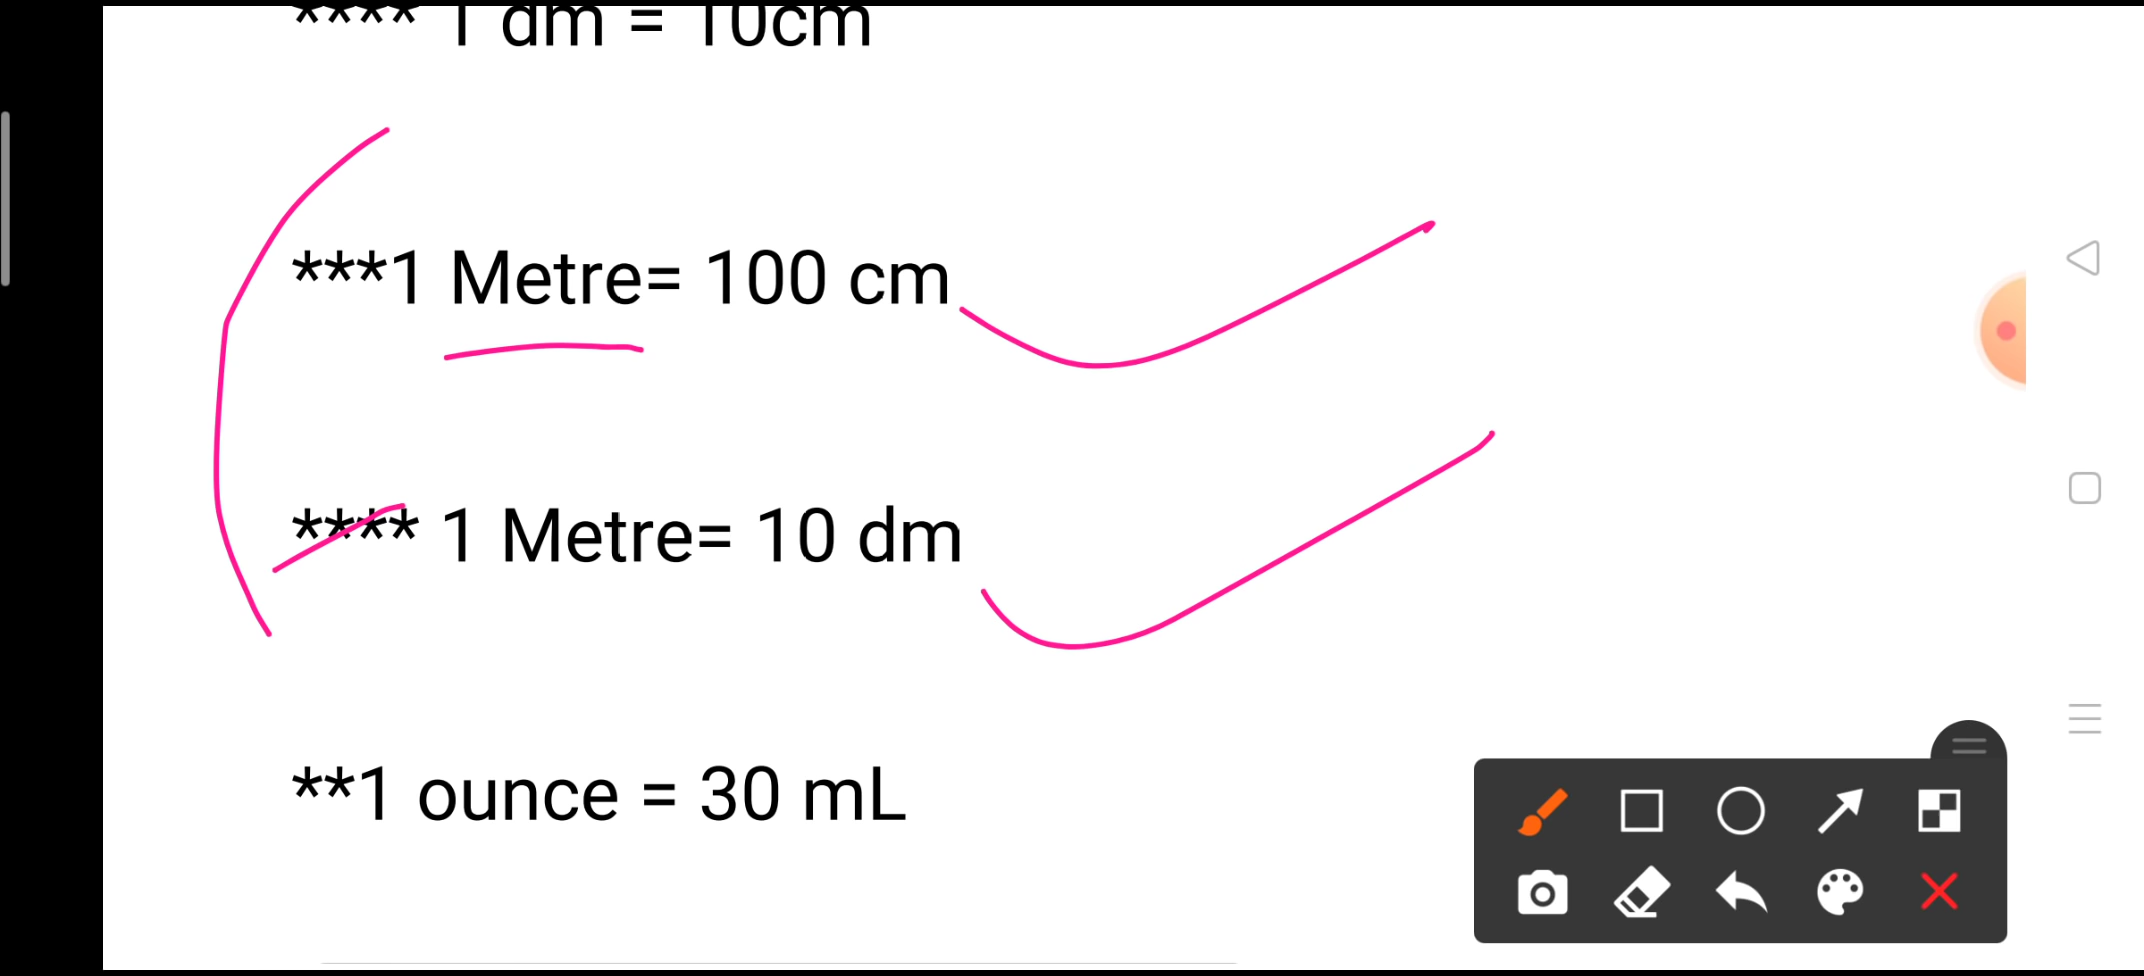 **** 1 dm = 10cm
***1 Metre= 100 cm
**** 1 Metre= 10 dm
**1 ounce = 30 mL